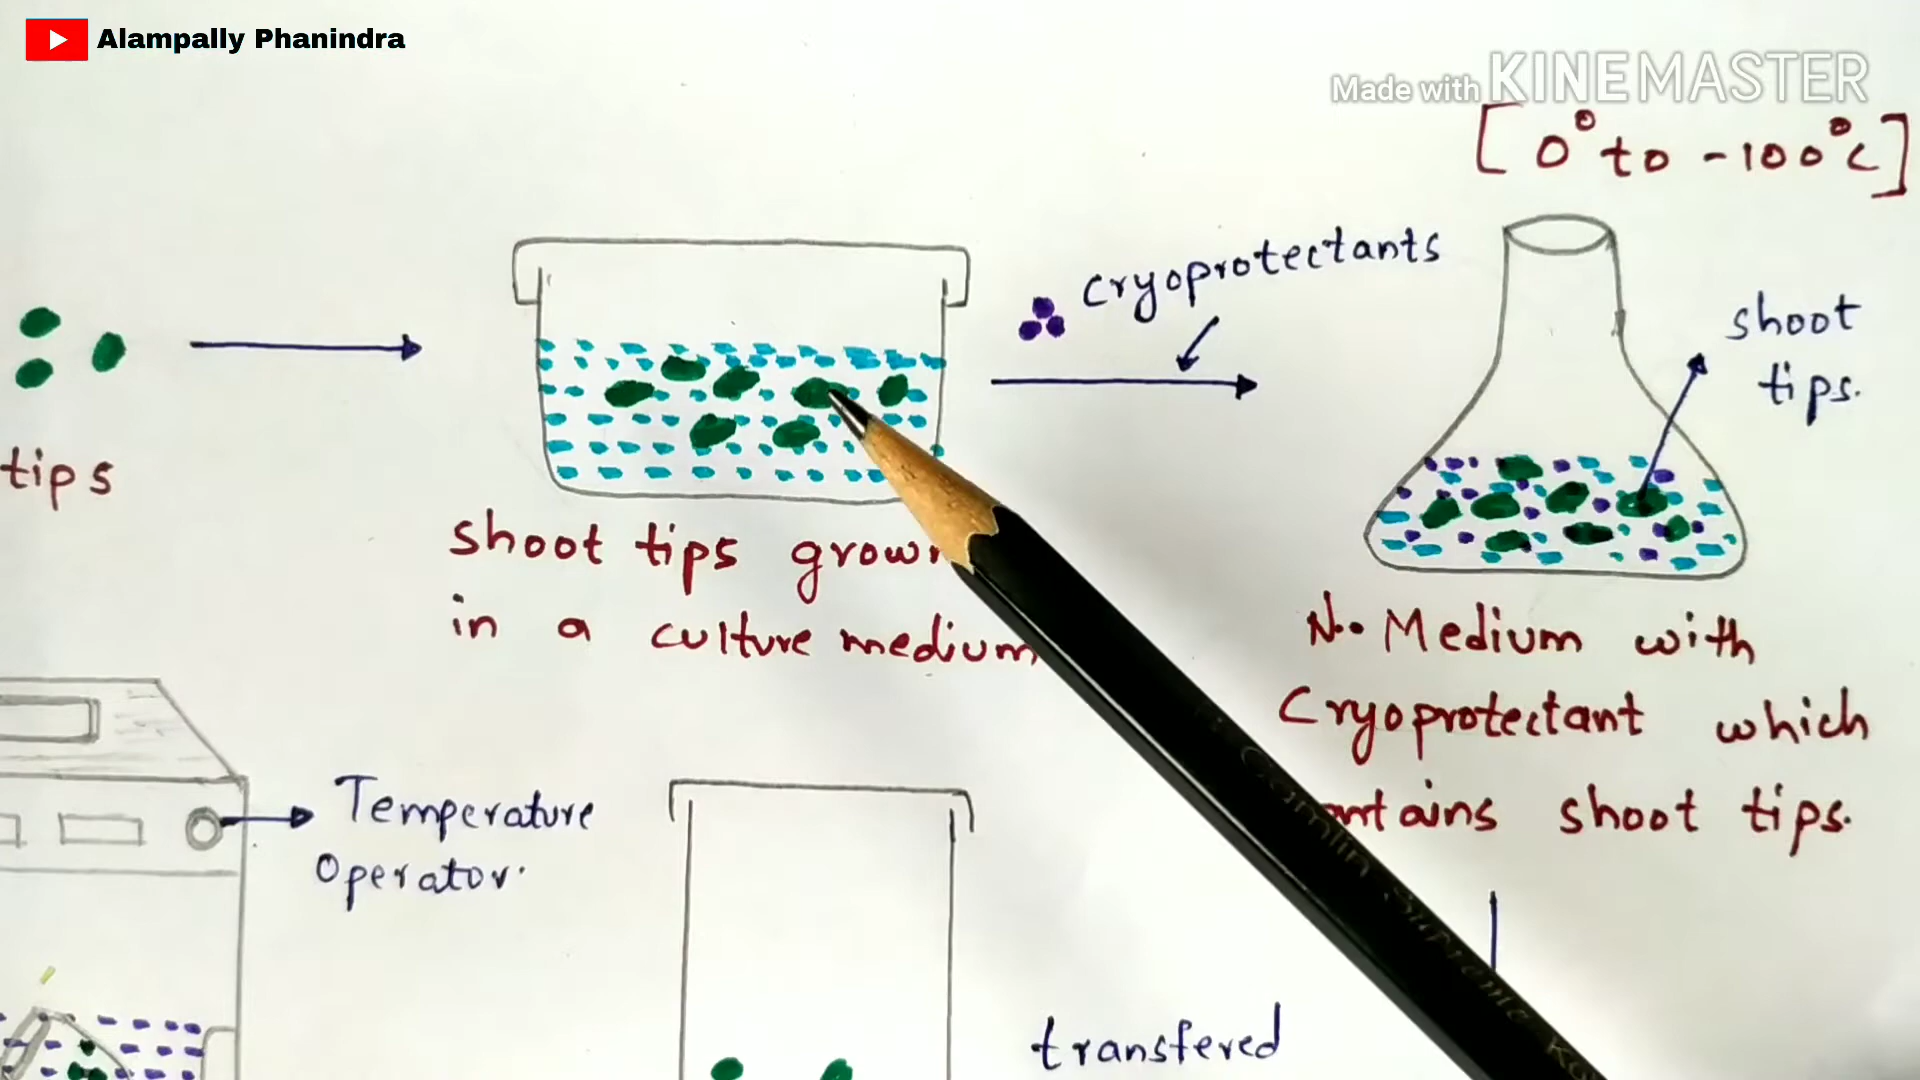 Alampally Phanindra
Made with KINEMASTER
[0° to -100°C]
cryoprotectants
shoot
tips.
tips
shoot tips
in a culture medium
N. Medium with
Cryoprotectant which
shoot tips.
Temperature
Operator.
transfered